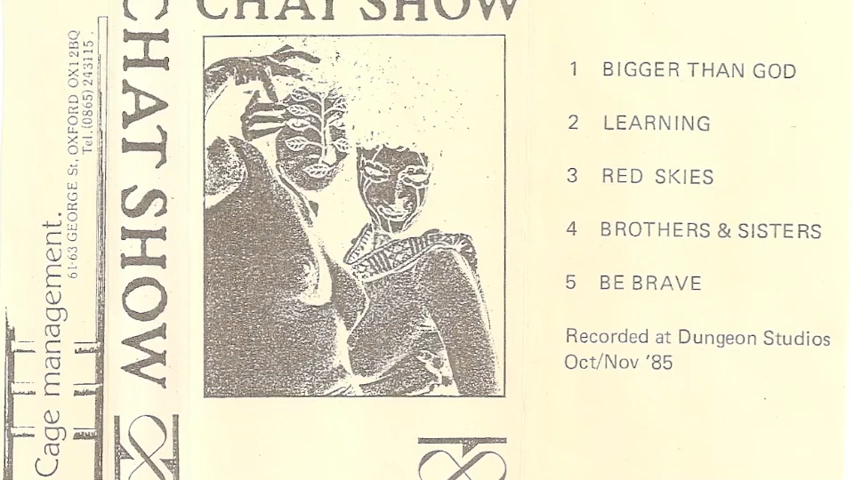 Cage management.
61-63 GEORGE St, OXFORD OX1 2BQ
Tel. (0865) 243115.
CHAT SHOW
CHAT SHOW
1 BIGGER THAN GOD
2 LEARNING
3 RED SKIES
4 BROTHERS & SISTERS
5 BE BRAVE
Recorded at Dungeon Studios
Oct/Nov '85